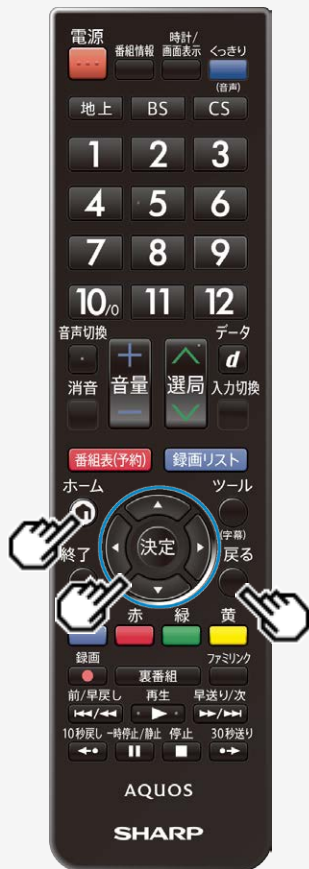 電源 番組情報 時計/画面表示 くっきり(音声)
地上 BS CS
1 2 3
4 5 6
7 8 9
10/0 11 12
音声切換 データ
+ d
消音 音量 選局 入力切換
−
番組表(予約) 録画リスト
ホーム ツール
(字幕)
終了 決定 戻る
赤 緑 黄
録画 裏番組 ファミリンク
前/早戻し 再生 早送り/次
10秒戻し 一時停止/静止 停止 30秒送り
AQUOS
SHARP